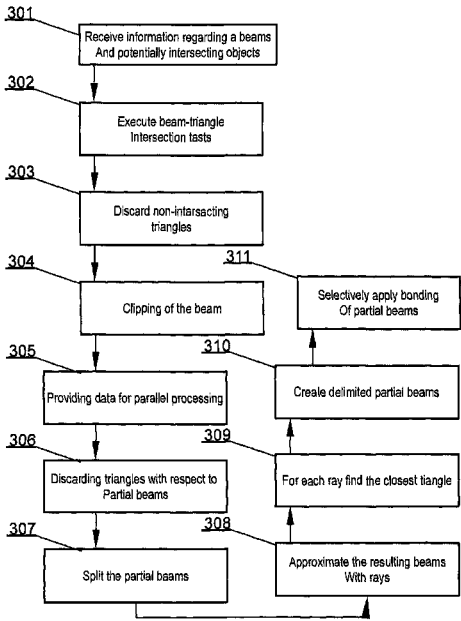 301
Receive information regarding a beams
And potentially intersecting objects
302
Execute beam-triangle
Intersection tasts
303
Discard non-intarsacting
triangles
304
Clipping of the beam
305
Providing data for parallel processing
306
Discarding triangles with respect to
Partial beams
307
Split the partial beams
308
Approximate the resulting beams
With rays
309
For each ray find the closest tiangle
310
Create delimited partial beams
311
Selectively apply bonding
Of partial beams